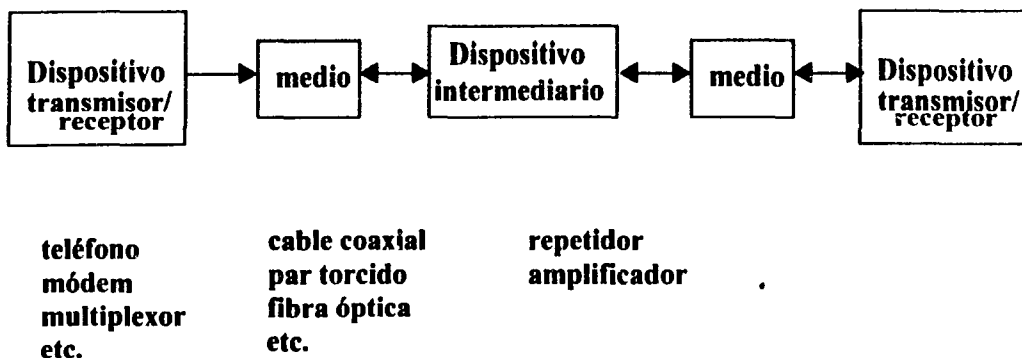 Dispositivo
transmisor/
receptor
medio
Dispositivo
intermediario
medio
Dispositivo
transmisor/
receptor
teléfono
módem
multiplexor
etc.
cable coaxial
par torcido
fibra óptica
etc.
repetidor
amplificador